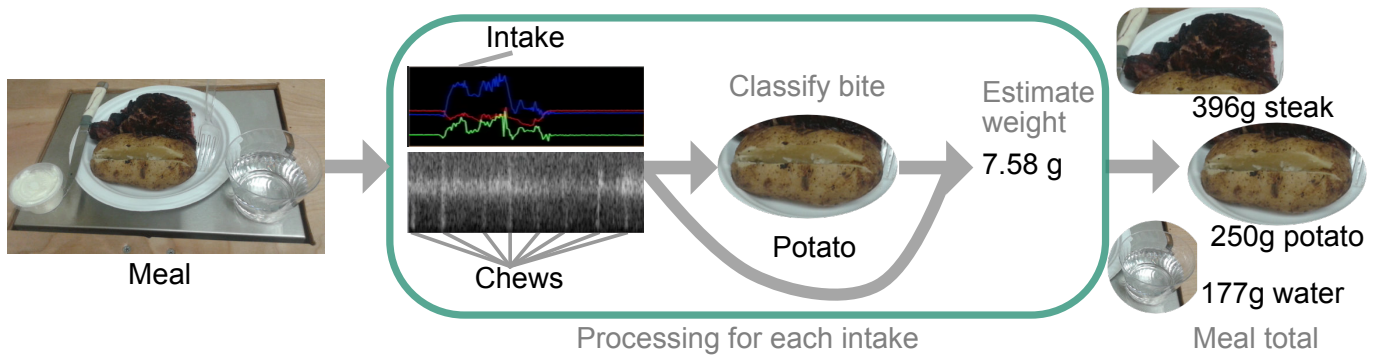 Meal
Intake
Chews
Classify bite
Potato
Estimate
weight
7.58 g
Processing for each intake
396g steak
250g potato
177g water
Meal total